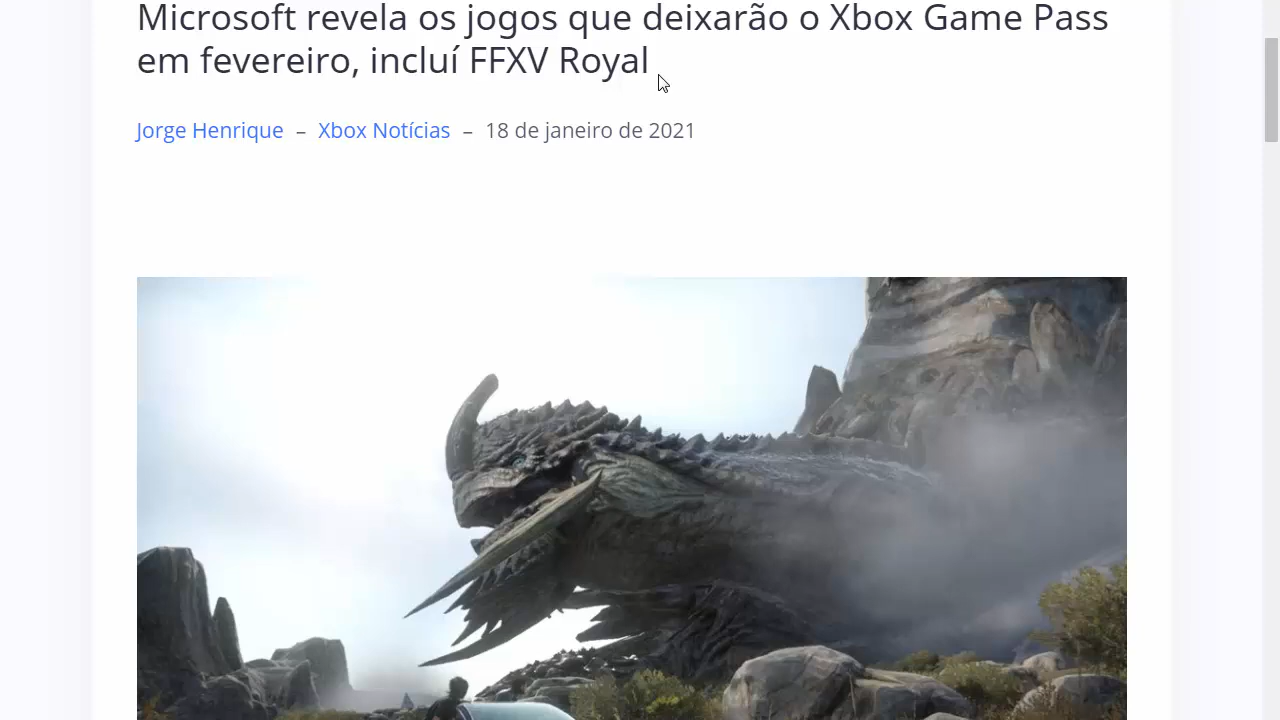 Microsoft revela os jogos que deixarão o Xbox Game Pass
em fevereiro, incluí FFXV Royal
Jorge Henrique – Xbox Notícias – 18 de janeiro de 2021